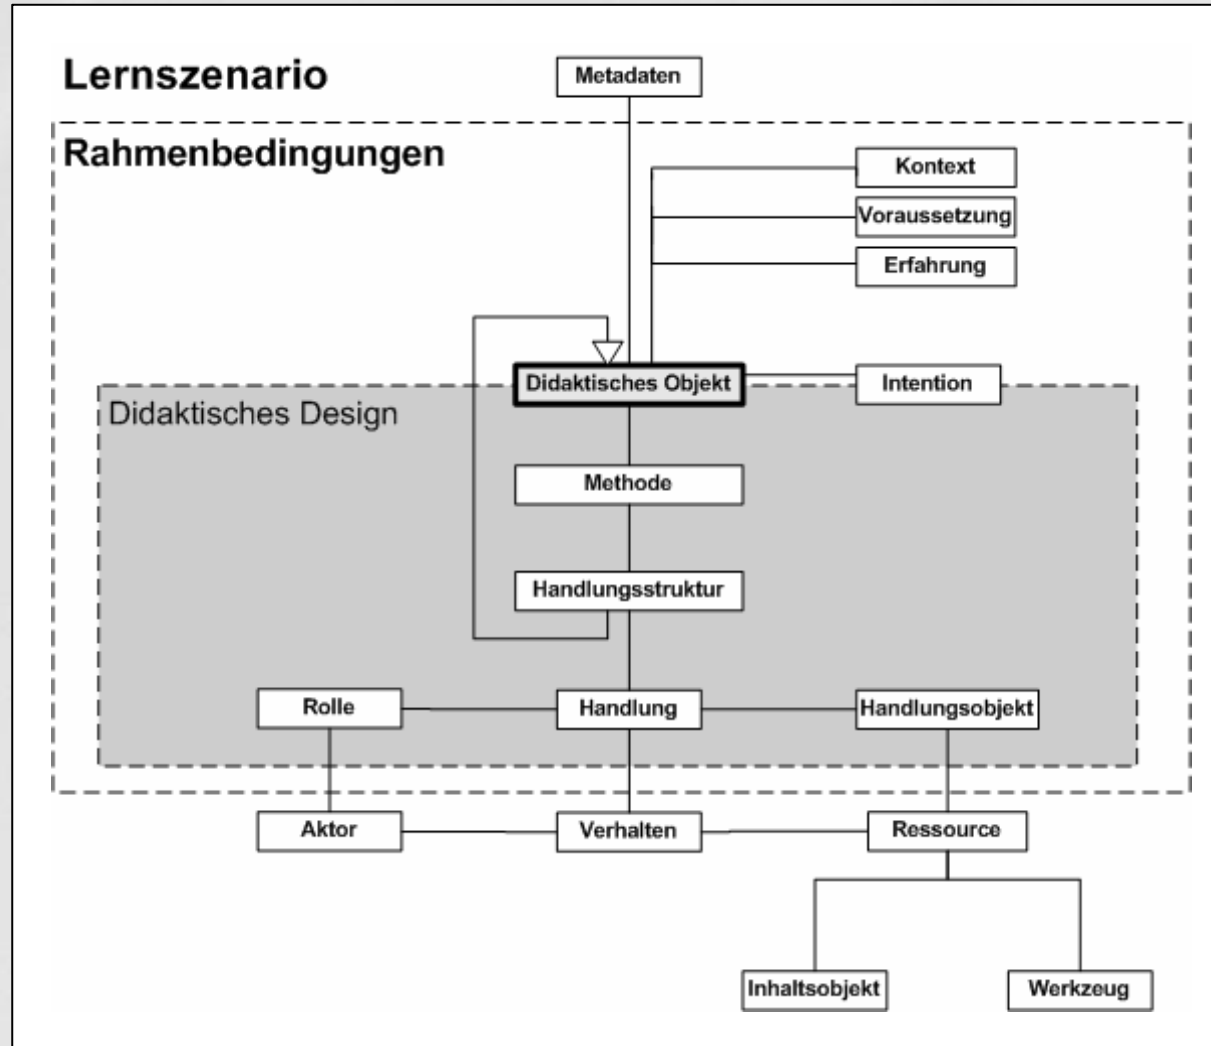 Lernszenario
Metadaten
Rahmenbedingungen
Kontext
Voraussetzung
Erfahrung
Didaktisches Objekt
Intention
Didaktisches Design
Methode
Handlungsstruktur
Rolle
Handlung
Handlungsobjekt
Aktor
Verhalten
Ressource
Inhaltsobjekt
Werkzeug